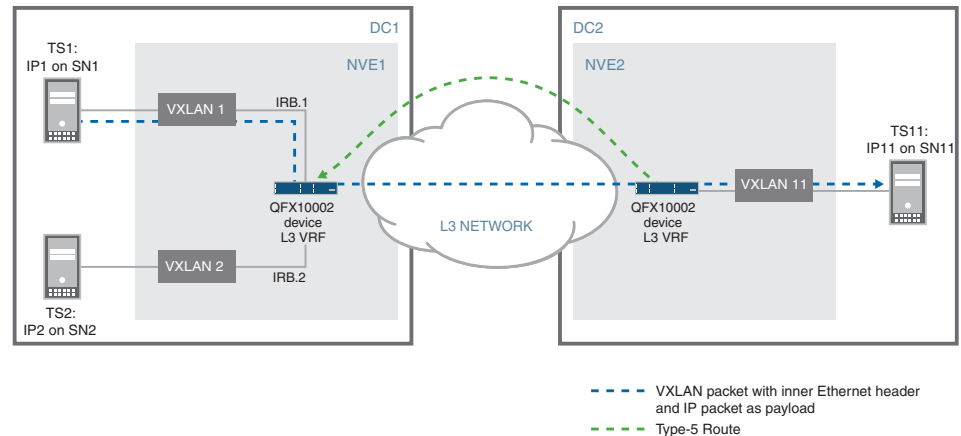 DC1
DC2
TS1:
IP1 on SN1
NVE1
NVE2
VXLAN 1
IRB.1
TS11:
IP11 on SN11
VXLAN 11
QFX10002
device
L3 VRF
L3 NETWORK
QFX10002
device
L3 VRF
VXLAN 2
IRB.2
TS2:
IP2 on SN2
VXLAN packet with inner Ethernet header
and IP packet as payload
Type-5 Route